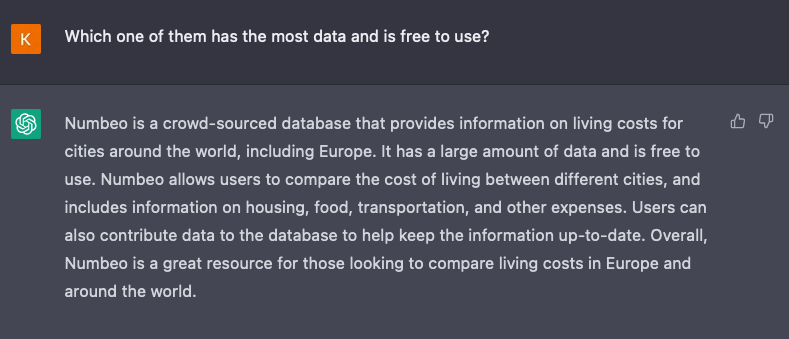 K
Which one of them has the most data and is free to use?
Numbeo is a crowd-sourced database that provides information on living costs for
cities around the world, including Europe. It has a large amount of data and is free to
use. Numbeo allows users to compare the cost of living between different cities, and
includes information on housing, food, transportation, and other expenses. Users can
also contribute data to the database to help keep the information up-to-date. Overall,
Numbeo is a great resource for those looking to compare living costs in Europe and
around the world.